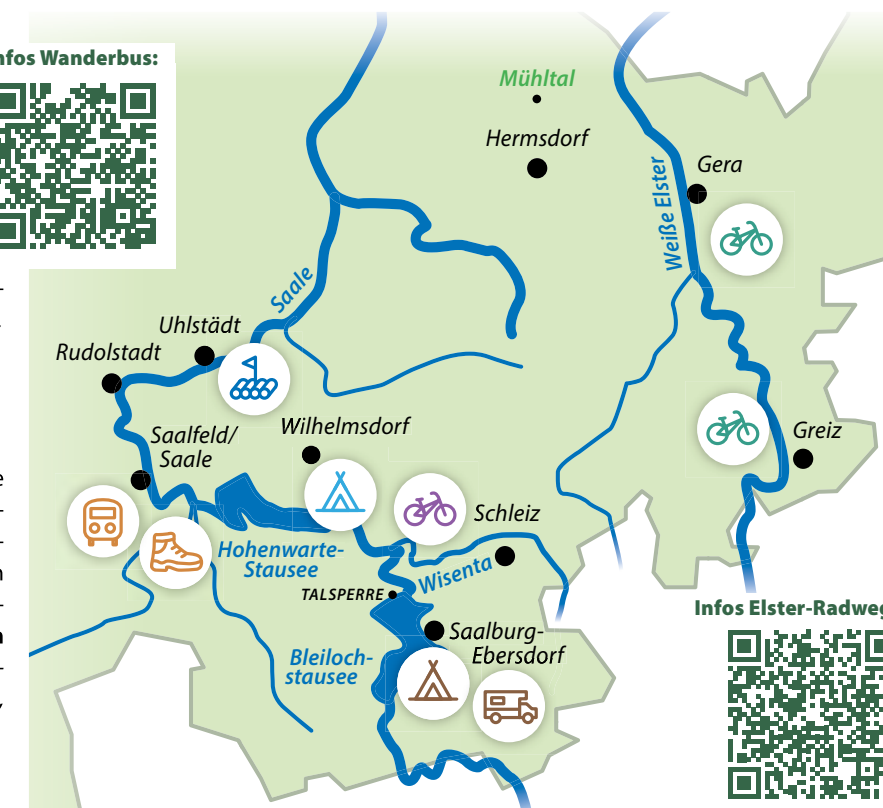 nfos Wanderbus:
Mühltal
Hermsdorf
Gera
Weiße Elster
Saale
Uhlstädt
Rudolstadt
Wilhelmsdorf
Saalfeld/
Saale
Greiz
Schleiz
Hohenwarte-
Stausee
Wisenta
TALSPERRE
Infos Elster-Radweg
Saalburg-
Ebersdorf
Bleiloch-
stausee